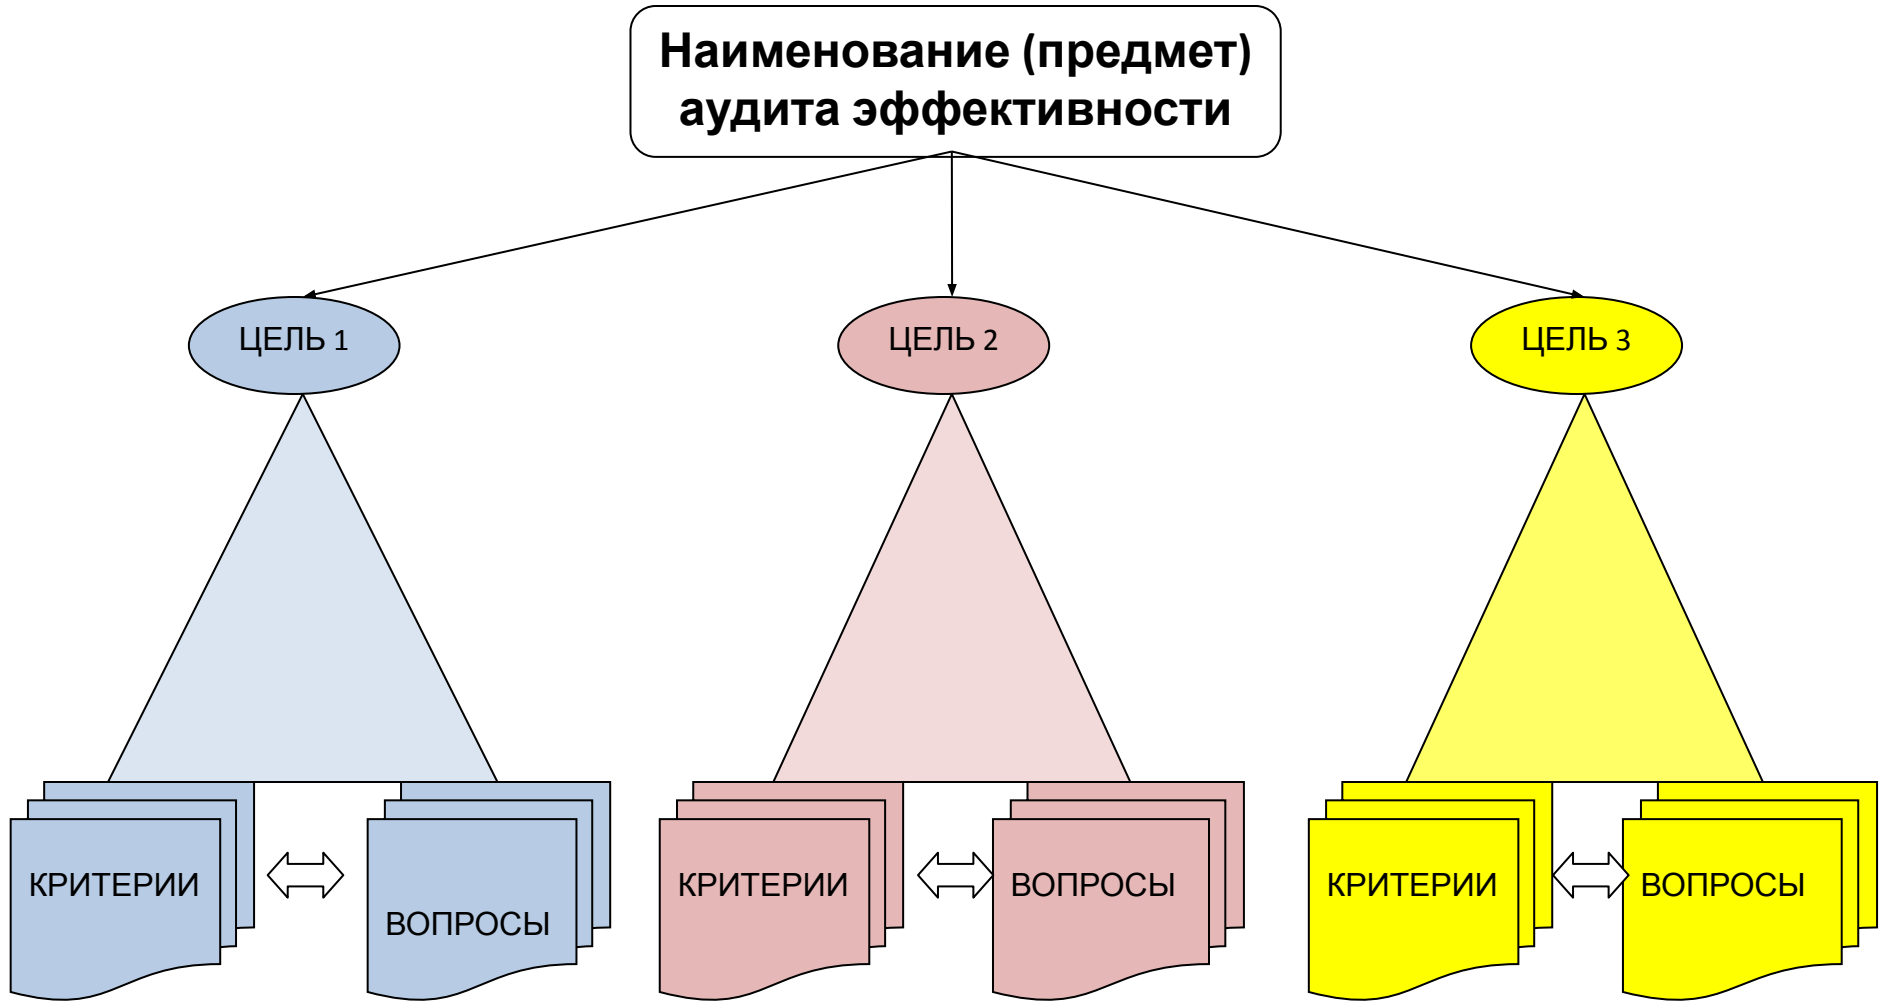 Наименование (предмет)
аудита эффективности
ЦЕЛЬ 1
ЦЕЛЬ 2
ЦЕЛЬ 3
КРИТЕРИИ
ВОПРОСЫ
КРИТЕРИИ
ВОПРОСЫ
КРИТЕРИИ
ВОПРОСЫ